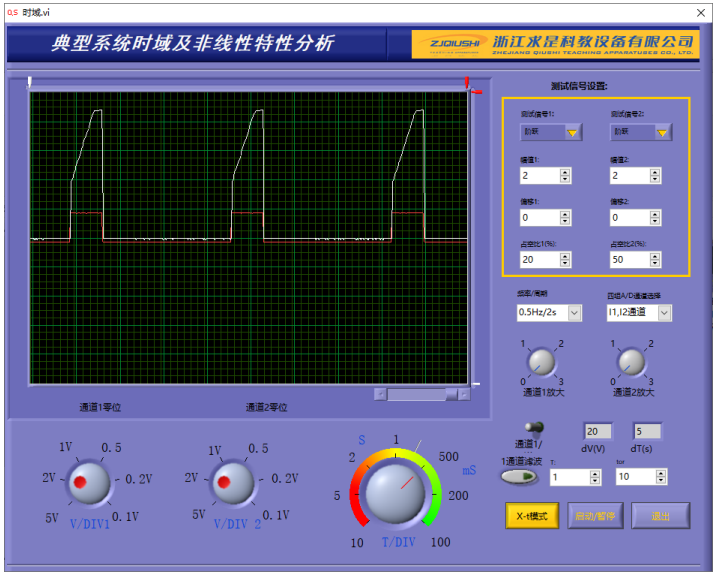 时域.vi
典型系统时域及非线性特性分析
ZJQIUSHI 浙江求是科教设备有限公司
ZHEJIANG QIUSHI TEACHING APPARATUSES CO., LTD.
测试信号设置:
测试信号1: 测试信号2:
阶跃 阶跃
幅值1: 幅值2:
2 2
偏移1: 偏移2:
0 0
占空比1(%): 占空比2(%):
20 50
频率/周期 四组A/D通道选择
0.5Hz/2s I1,I2通道
1 2 1 2
0 3 0 3
通道1放大 通道2放大
通道1零位 通道2零位
1V 0.5
2V 0.2V
5V V/DIV1 0.1V
1V 0.5
2V 0.2V
5V V/DIV 2 0.1V
S 1
2 500
mS
5 200
10 T/DIV 100
通道1/
...
20 5
dV(V) dT(s)
1通道滤波 T: tor
1 10
X-t模式 启动/暂停 退出